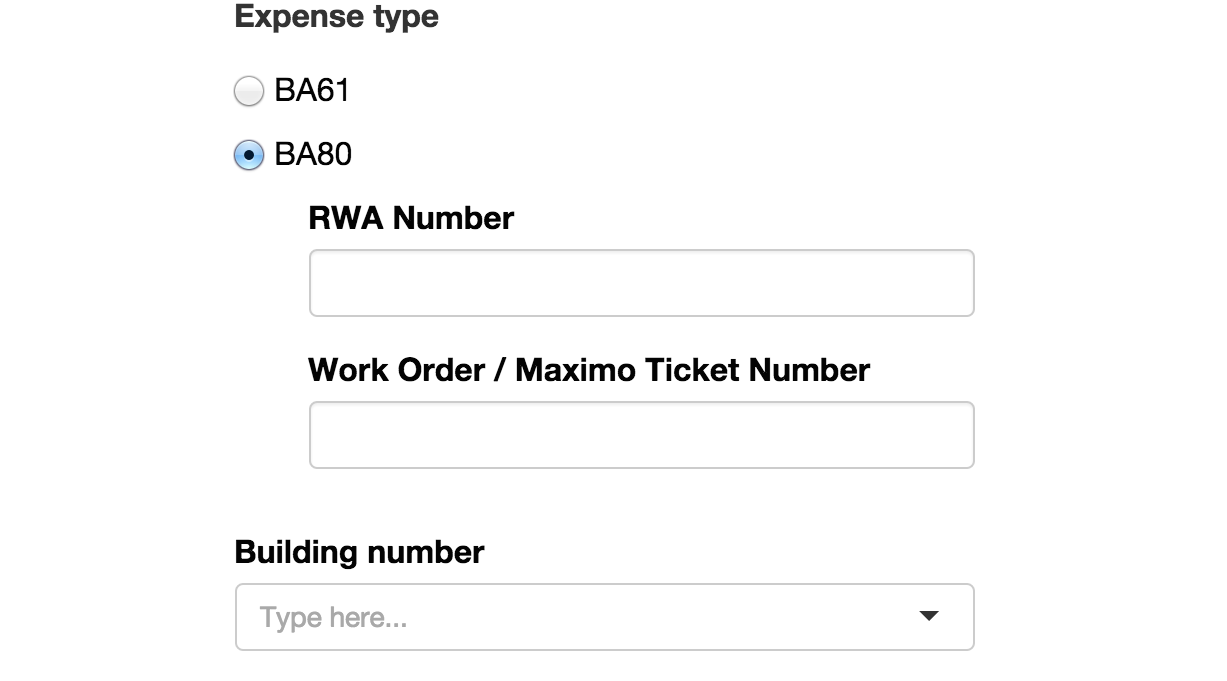 Expense type
BA61
BA80
RWA Number
Work Order / Maximo Ticket Number
Building number
Type here...